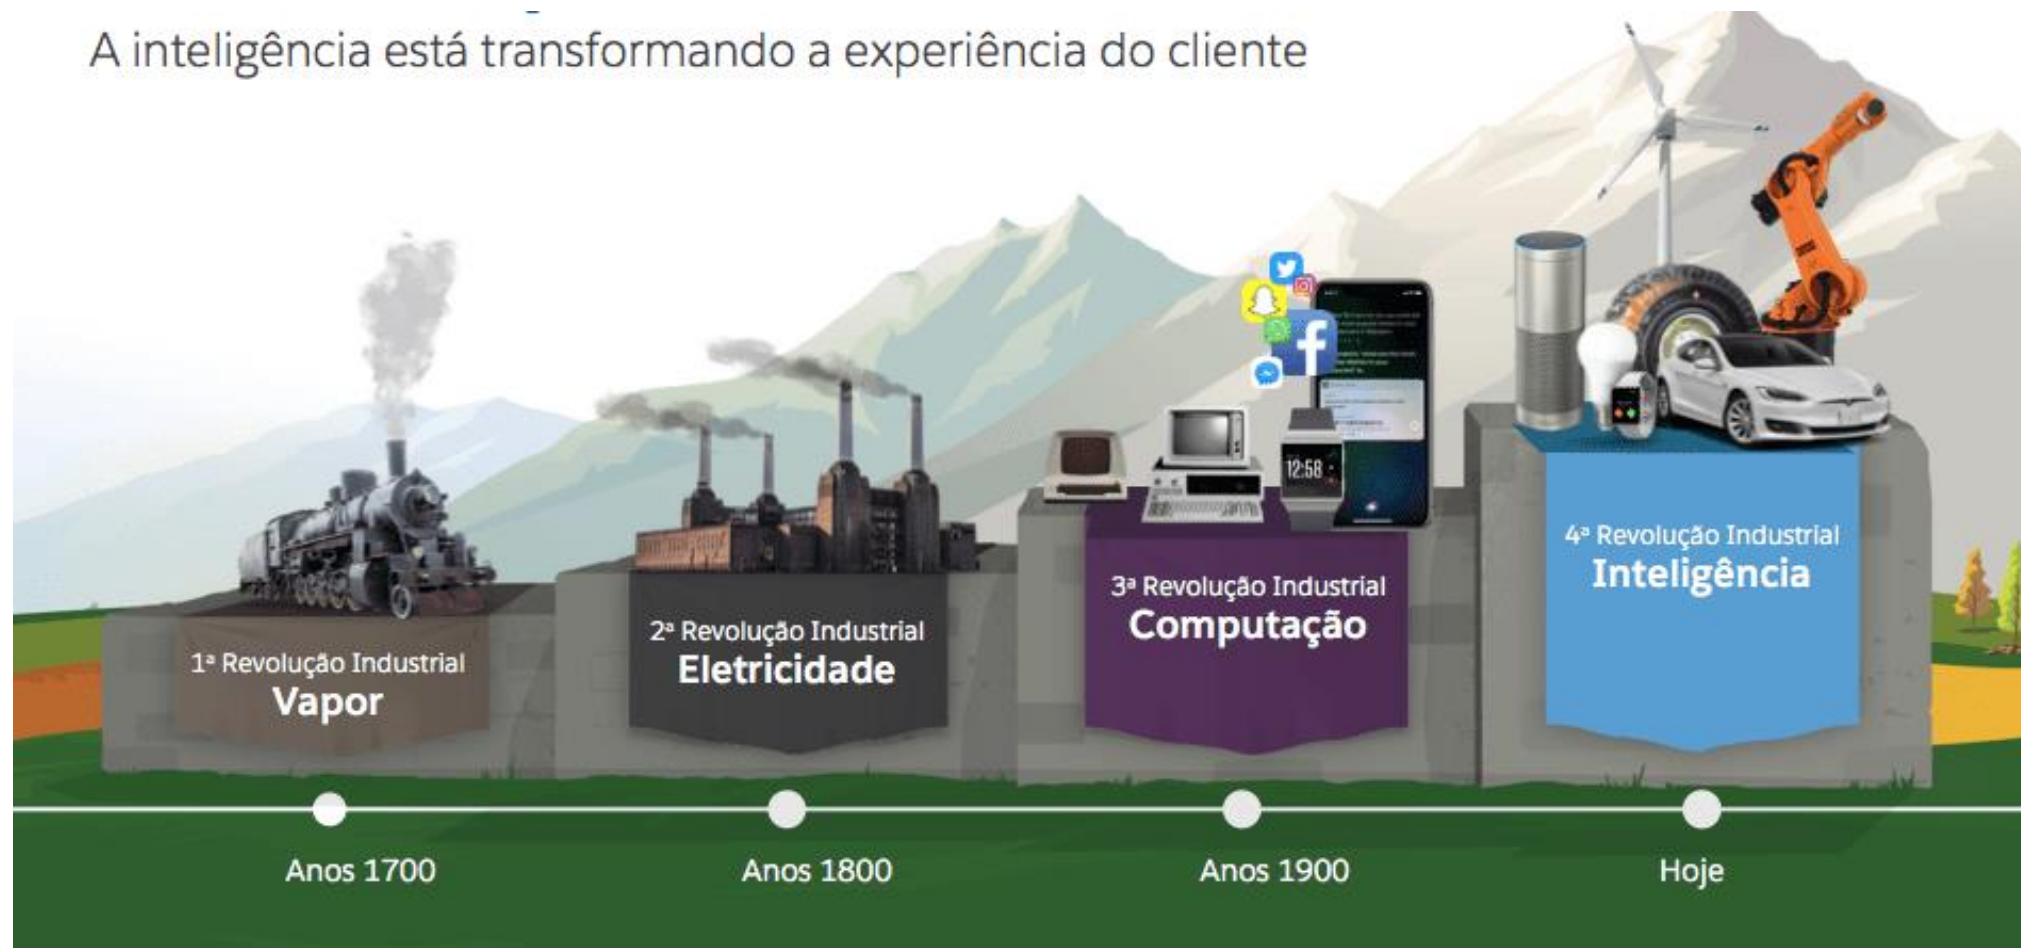 A inteligência está transformando a experiência do cliente
12:58
1ª Revolução Industrial
Vapor
2ª Revolução Industrial
Eletricidade
3ª Revolução Industrial
Computação
4ª Revolução Industrial
Inteligência
Anos 1700
Anos 1800
Anos 1900
Hoje